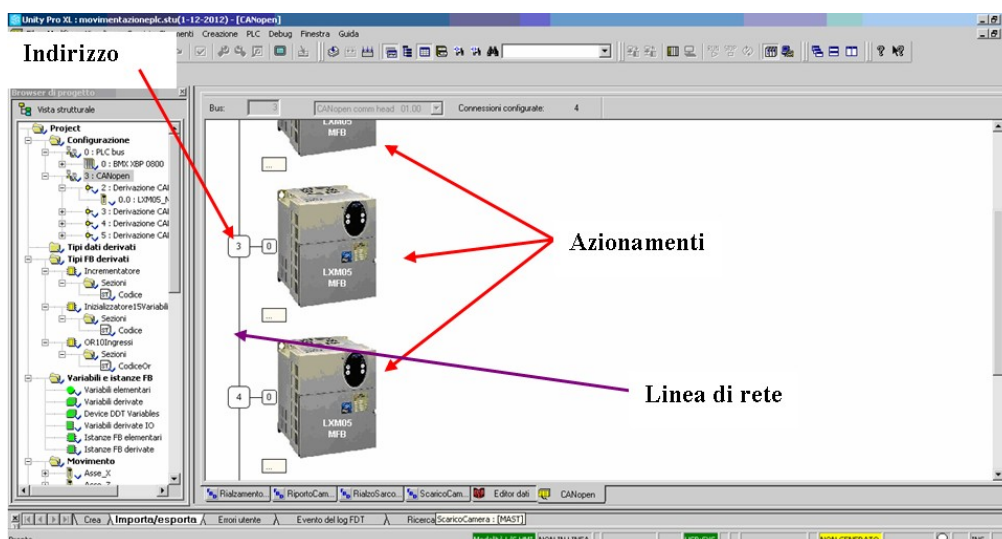 Unity Pro XL : movimentazioneplc.stu(1-12-2012) - [CANopen]
Creazione PLC Debug Finestra Guida
Indirizzo
Browser di progetto
Vista strutturale
Bus: 3 CANopen comm head 01.00 Connessioni configurate: 4
Project
Configurazione
0 : PLC bus
0 : BMX XBP 0800
3 : CANopen
2 : Derivazione CA
0.0 : LXM05_
3 : Derivazione CA
4 : Derivazione CA
5 : Derivazione CA
Tipi dati derivati
Tipi FB derivati
Incrementatore
Sezioni
ST Codice
Inizializzatore15Variabili
Sezioni
ST Codice
OR10Ingressi
Sezioni
ST CodiceOr
Variabili e istanze FB
Variabili elementari
Variabili derivate
Device DDT Variables
Variabili derivate IO
Istanze FB elementari
Istanze FB derivate
Movimento
Asse_X
LXM05
MFB
...
3 0
LXM05
MFB
...
4 0
LXM05
MFB
...
Azionamenti
Linea di rete
Rialzamento... RiportoCam... RialzoSarco... ScaricoCam... Editor dati CANopen
Crea Importa/esporta Errori utente Evento del log FDT Ricerca ScaricoCamera : [MAST]